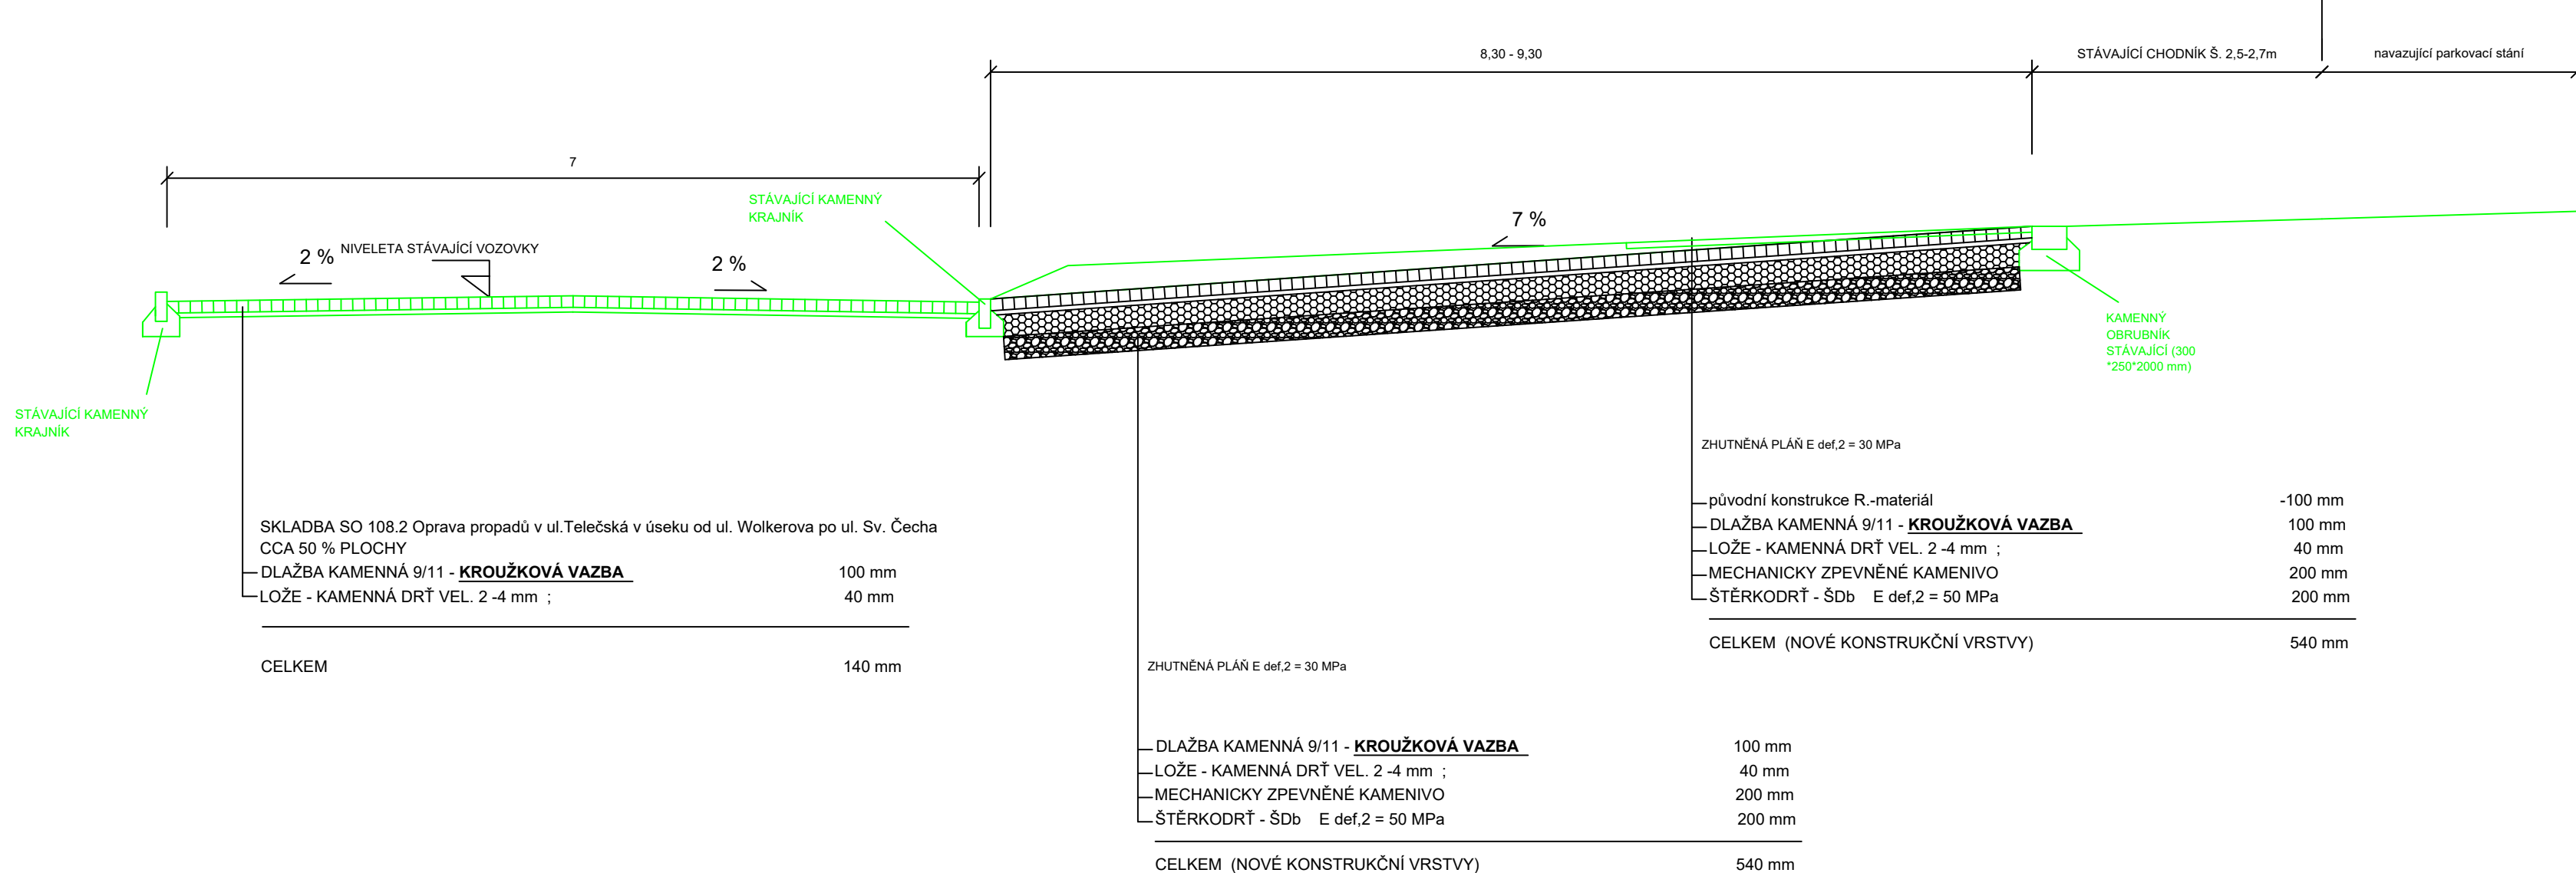 8,30 - 9,30
STÁVAJÍCÍ CHODNÍK Š. 2,5-2,7m
navazující parkovací stání
7
STÁVAJÍCÍ KAMENNÝ
KRAJNÍK
7 %
2 %
NIVELETA STÁVAJÍCÍ VOZOVKY
2 %
KAMENNÝ
OBRUBNÍK
STÁVAJÍCÍ (300
*250*2000 mm)
STÁVAJÍCÍ KAMENNÝ
KRAJNÍK
SKLADBA SO 108.2 Oprava propadů v ul.Telečská v úseku od ul. Wolkerova po ul. Sv. Čecha
CCA 50 % PLOCHY
DLAŽBA KAMENNÁ 9/11 - KROUŽKOVÁ VAZBA 100 mm
LOŽE - KAMENNÁ DRŤ VEL. 2 -4 mm ; 40 mm
CELKEM 140 mm
ZHUTNĚNÁ PLÁŇ E def,2 = 30 MPa
původní konstrukce R.-materiál -100 mm
DLAŽBA KAMENNÁ 9/11 - KROUŽKOVÁ VAZBA 100 mm
LOŽE - KAMENNÁ DRŤ VEL. 2 -4 mm ; 40 mm
MECHANICKY ZPEVNĚNÉ KAMENIVO 200 mm
ŠTĚRKODRŤ - ŠDb E def,2 = 50 MPa 200 mm
CELKEM (NOVÉ KONSTRUKČNÍ VRSTVY) 540 mm
ZHUTNĚNÁ PLÁŇ E def,2 = 30 MPa
DLAŽBA KAMENNÁ 9/11 - KROUŽKOVÁ VAZBA 100 mm
LOŽE - KAMENNÁ DRŤ VEL. 2 -4 mm ; 40 mm
MECHANICKY ZPEVNĚNÉ KAMENIVO 200 mm
ŠTĚRKODRŤ - ŠDb E def,2 = 50 MPa 200 mm
CELKEM (NOVÉ KONSTRUKČNÍ VRSTVY) 540 mm